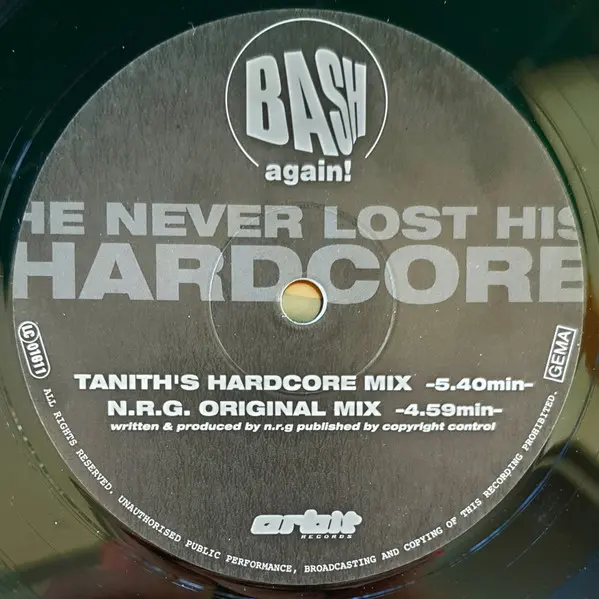 BASH
again!
HE NEVER LOST HIS
HARDCORE
LC 01611
GEMA
TANITH'S HARDCORE MIX -5.40min-
N.R.G. ORIGINAL MIX -4.59min-
written & produced by n.r.g published by copyright control
orbit
RECORDS
ALL RIGHTS RESERVED. UNAUTHORISED PUBLIC PERFORMANCE, BROADCASTING AND COPYING OF THIS RECORDING PROHIBITED.